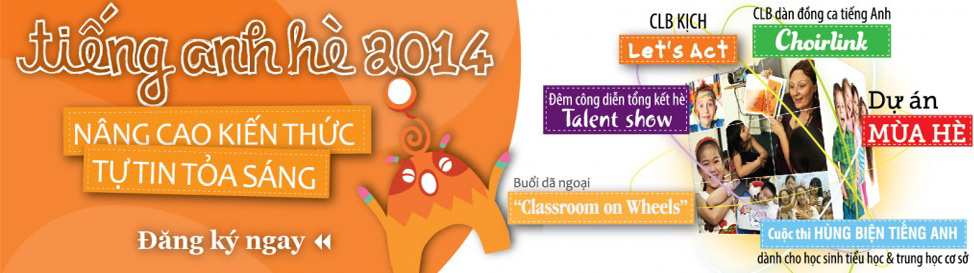 tiếng anh hè 2014
NÂNG CAO KIẾN THỨC
TỰ TIN TỎA SÁNG
Đăng ký ngay
CLB KỊCH
Let's Act
CLB dàn đồng ca tiếng Anh
Choirlink
Đêm công diễn tổng kết hè
Talent show
Dự án
MÙA HÈ
Buổi dã ngoại
“Classroom on Wheels”
Cuộc thi HÙNG BIỆN TIẾNG ANH
dành cho học sinh tiểu học & trung học cơ sở